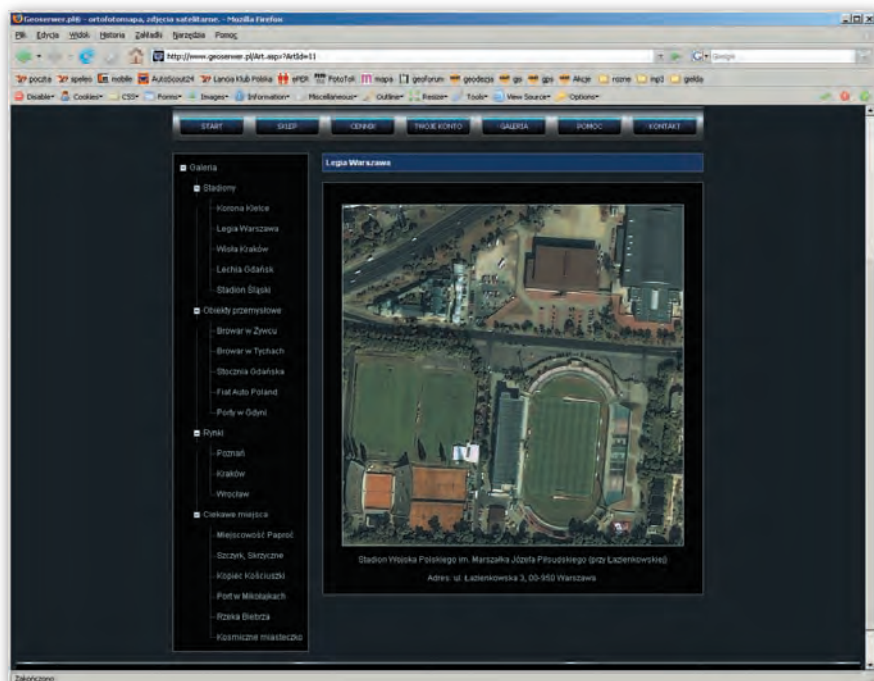 Geoserwer.pl® - ortofotomapa, zdjęcia satelitarne. - Mozilla Firefox
Plik Edycja Widok Historia Zakładki Narzędzia Pomoc
http://www.geoserwer.pl/Art.aspx?ArtId=11
Google
poczta speleo mobile AutoScout24 Lancia Klub Polska ePER FotoTok mapa geoforum geodezja gis gps Akcje rozne mp3 gielda
Disable Cookies CSS Forms Images Information Miscellaneous Outline Resize Tools View Source Options
START SKLEP CENNIK TWOJE KONTO GALERIA POMOC KONTAKT
Galeria
Stadiony
Korona Kielce
Legia Warszawa
Wisła Kraków
Lechia Gdańsk
Stadion Śląski
Obiekty przemysłowe
Browar w Żywcu
Browar w Tychach
Stocznia Gdańska
Fiat Auto Poland
Porty w Gdyni
Rynki
Poznań
Kraków
Wrocław
Ciekawe miejsca
Miejscowość Paproć
Szczyrk, Skrzyczne
Kopiec Kościuszki
Port w Mikołajkach
Rzeka Biebrza
Kosmiczne miasteczko
Legia Warszawa
Stadion Wojska Polskiego im. Marszałka Józefa Piłsudskiego (przy Łazienkowskiej)
Adres: ul. Łazienkowska 3, 00-950 Warszawa
Zakończono